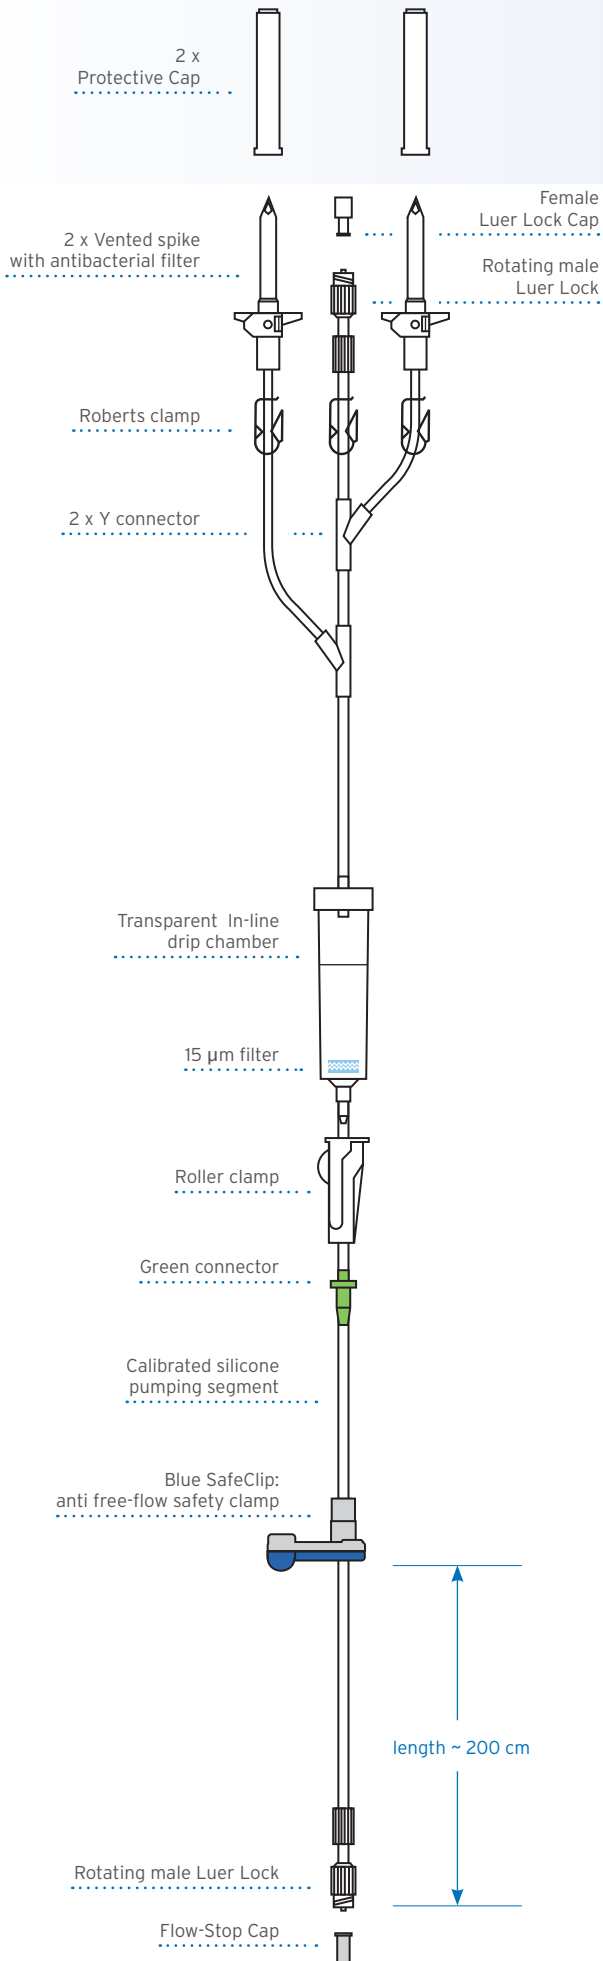 2 x
Protective Cap
Female
Luer Lock Cap
2 x Vented spike
with antibacterial filter
Rotating male
Luer Lock
Roberts clamp
2 x Y connector
Transparent In-line
drip chamber
15 µm filter
Roller clamp
Green connector
Calibrated silicone
pumping segment
Blue SafeClip:
anti free-flow safety clamp
length ~ 200 cm
Rotating male Luer Lock
Flow-Stop Cap